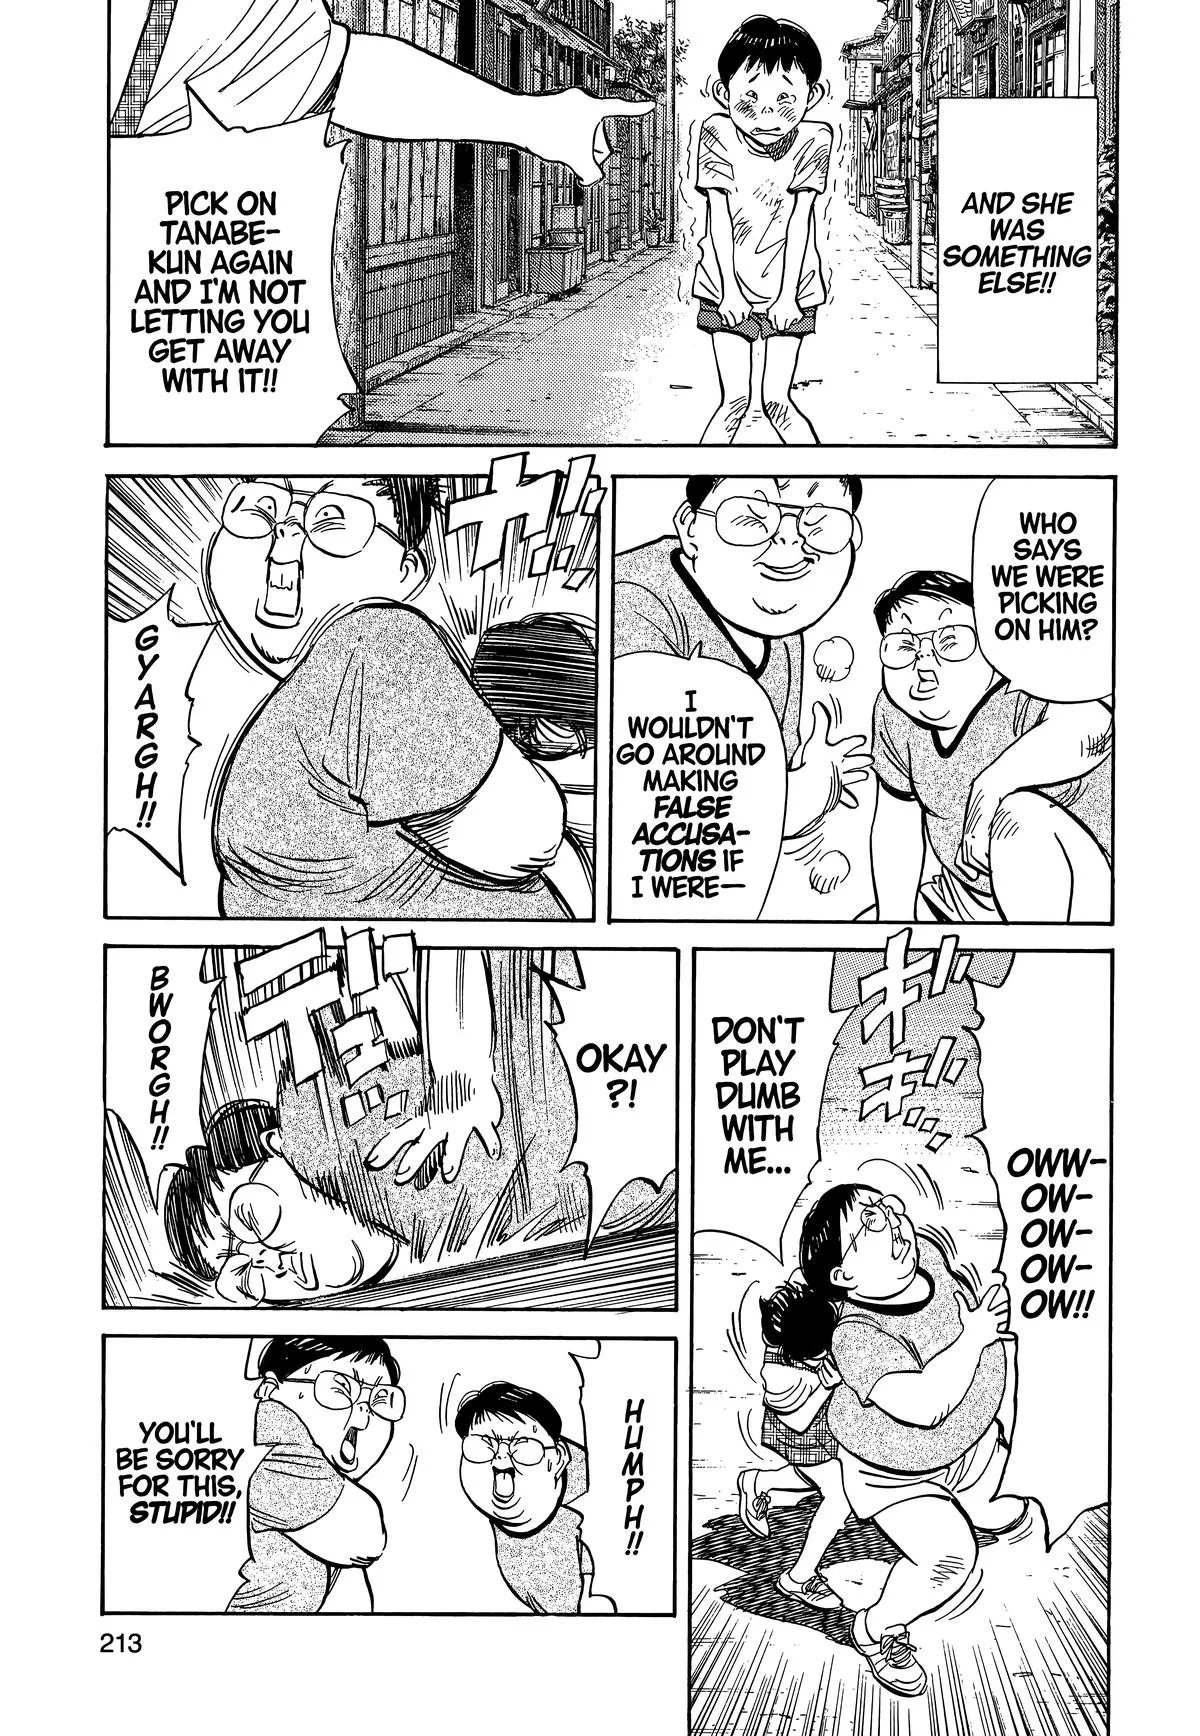 AND SHE
WAS
SOMETHING
ELSE!!
PICK ON
TANABE-
KUN AGAIN
AND I'M NOT
LETTING YOU
GET AWAY
WITH IT!!
WHO
SAYS
WE WERE
PICKING
ON HIM?
I
WOULDN'T
GO AROUND
MAKING
FALSE
ACCUSA-
TIONS IF
I WERE—
GYARGH!!
OWW-
OW-
OW-
OW-
OW!!
ギギ...
DON'T
PLAY
DUMB
WITH
ME...
OKAY
?!
BWORGH!!
HUMPH!!
YOU'LL
BE SORRY
FOR THIS,
STUPID!!
213